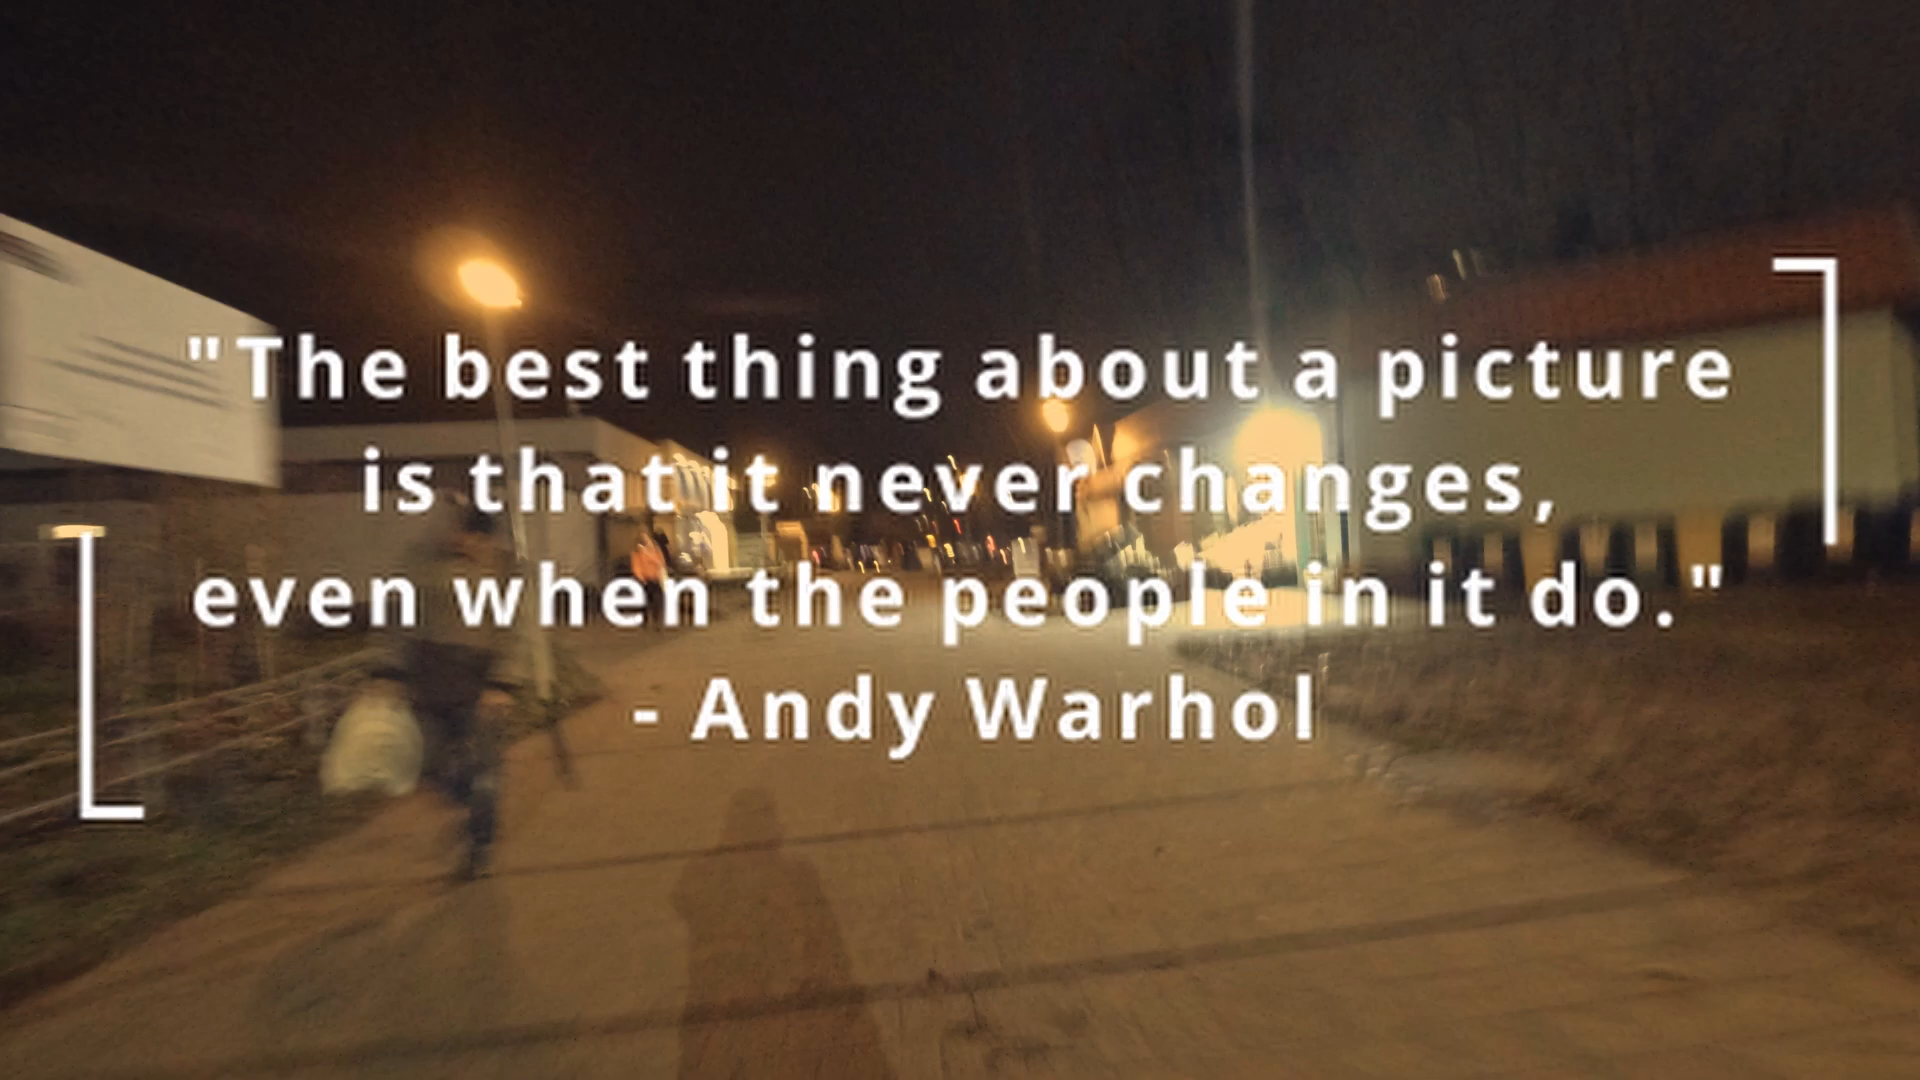 "The best thing about a picture
is that it never changes,
even when the people in it do."
- Andy Warhol